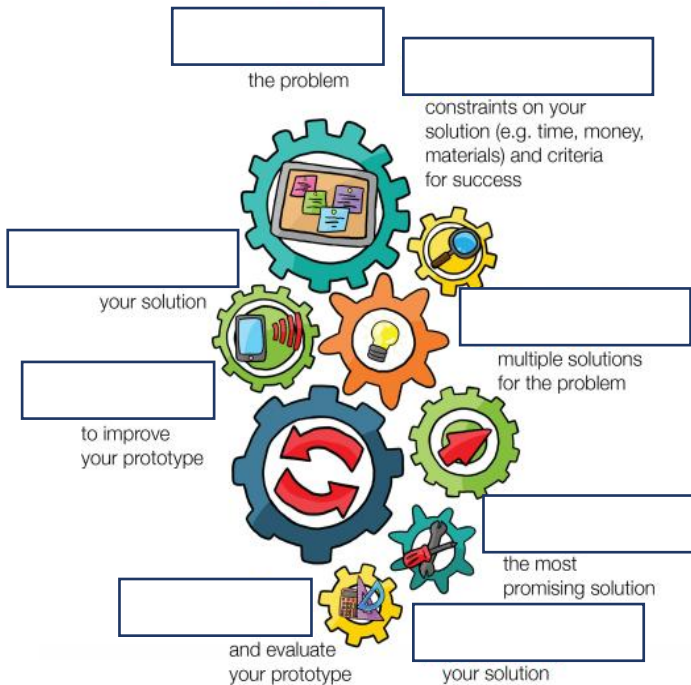 the problem
constraints on your
solution (e.g. time, money,
materials) and criteria
for success
your solution
multiple solutions
for the problem
to improve
your prototype
the most
promising solution
and evaluate
your prototype
your solution